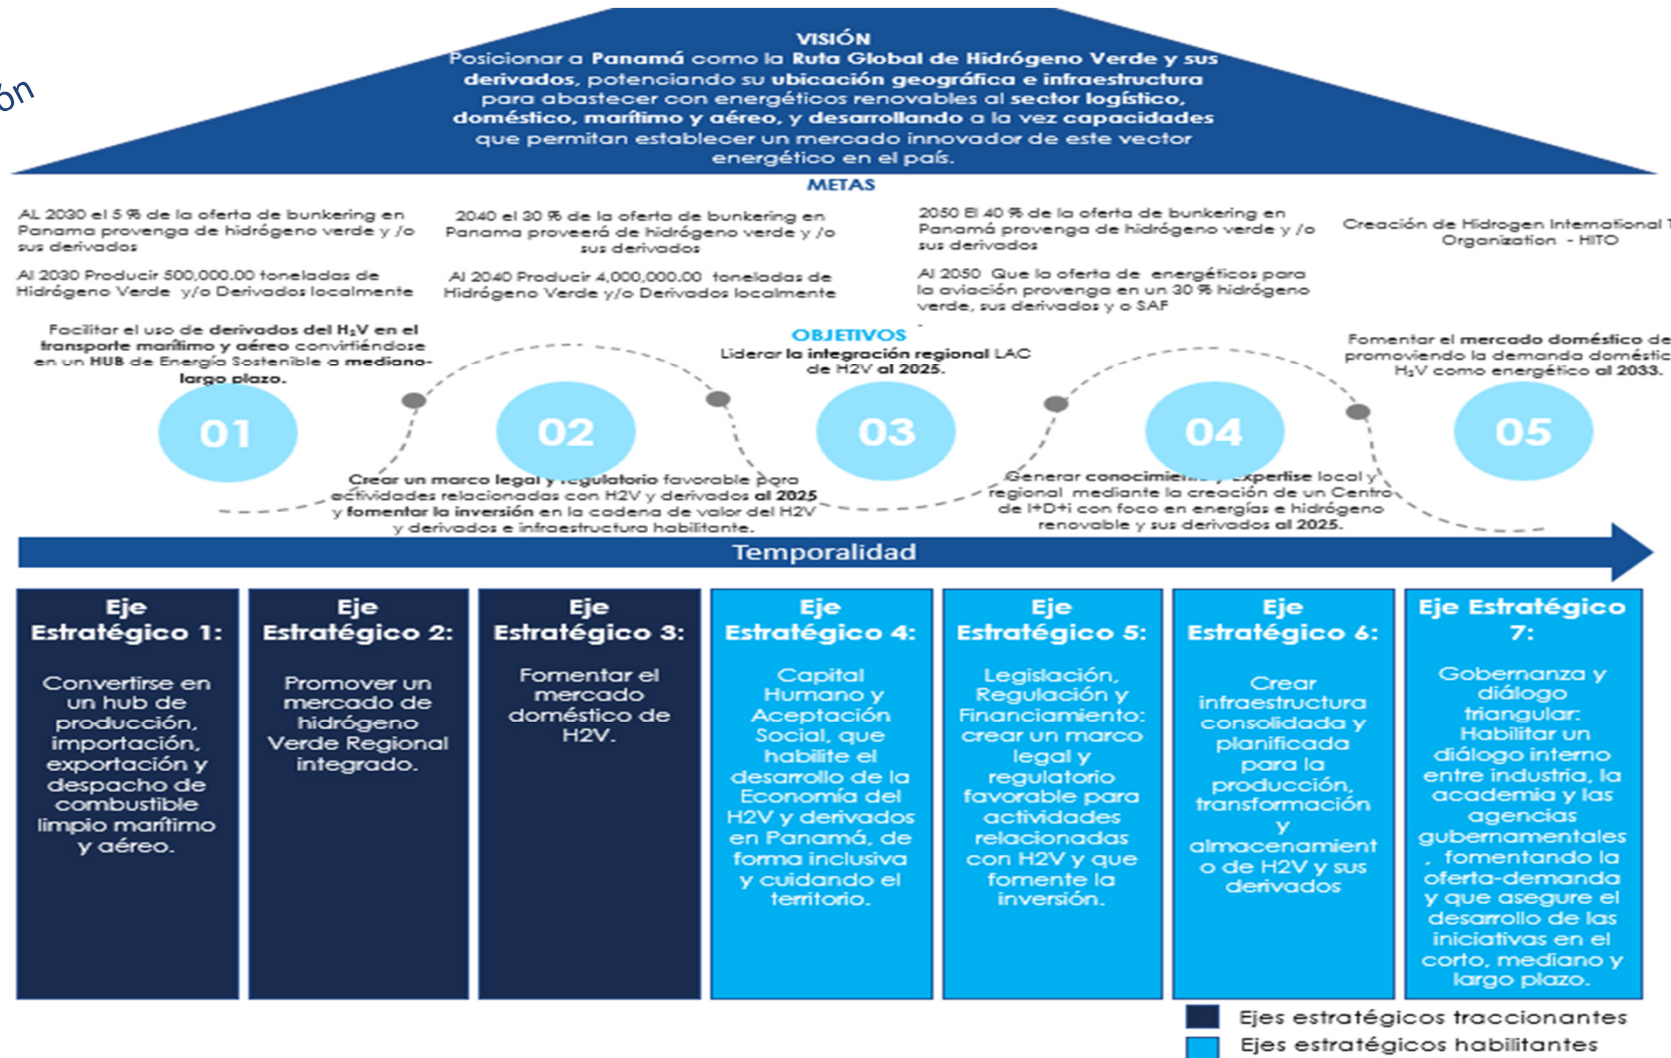 ón
VISIÓN
Posicionar a Panamá como la Ruta Global de Hidrógeno Verde y sus
derivados, potenciando su ubicación geográfica e infraestructura
para abastecer con energéticos renovables al sector logístico,
doméstico, marítimo y aéreo, y desarrollando a la vez capacidades
que permitan establecer un mercado innovador de este vector
energético en el país.
METAS
AL 2030 el 5 % de la oferta de bunkering en
Panama provenga de hidrógeno verde y /o
sus derivados
Al 2030 Producir 500,000.00 toneladas de
Hidrógeno Verde y/o Derivados localmente
2040 el 30 % de la oferta de bunkering en
Panama proveerá de hidrógeno verde y /o
sus derivados
Al 2040 Producir 4,000,000.00 toneladas de
Hidrógeno Verde y/o Derivados localmente
2050 El 40 % de la oferta de bunkering en
Panamá provenga de hidrógeno verde y /o
sus derivados
Al 2050 Que la oferta de energéticos para
la aviación provenga en un 30 % hidrógeno
verde, sus derivados y o SAF
Creación de Hidrogen International T
Organization - HITO
OBJETIVOS
Facilitar el uso de derivados del H₂V en el
transporte marítimo y aéreo convirtiéndose
en un HUB de Energía Sostenible a mediano-
largo plazo.
01
02
Crear un marco legal y regulatorio favorable para
actividades relacionadas con H2V y derivados al 2025
y fomentar la inversión en la cadena de valor del H2V
y derivados e infraestructura habilitante.
Liderar la integración regional LAC
de H2V al 2025.
03
04
Generar conocimiento y expertise local y
regional mediante la creación de un Centro
de I+D+i con foco en energías e hidrógeno
renovable y sus derivados al 2025.
Fomentar el mercado doméstico de
promoviendo la demanda doméstic
H₂V como energético al 2033.
05
Temporalidad
Eje
Estratégico 1:
Convertirse en
un hub de
producción,
importación,
exportación y
despacho de
combustible
limpio marítimo
y aéreo.
Eje
Estratégico 2:
Promover un
mercado de
hidrógeno
Verde Regional
integrado.
Eje
Estratégico 3:
Fomentar el
mercado
doméstico de
H2V.
Eje
Estratégico 4:
Capital
Humano y
Aceptación
Social, que
habilite el
desarrollo de la
Economía del
H2V y derivados
en Panamá, de
forma inclusiva
y cuidando el
territorio.
Eje
Estratégico 5:
Legislación,
Regulación y
Financiamiento:
crear un marco
legal y
regulatorio
favorable para
actividades
relacionadas
con H2V y que
fomente la
inversión.
Eje
Estratégico 6:
Crear
infraestructura
consolidada y
planificada
para la
producción,
transformación
y
almacenamient
o de H2V y sus
derivados
Eje Estratégico
7:
Gobernanza y
diálogo
triangular:
Habilitar un
diálogo interno
entre industria, la
academia y las
agencias
gubernamentales
, fomentando la
oferta-demanda
y que asegure el
desarrollo de las
iniciativas en el
corto, mediano y
largo plazo.
Ejes estratégicos traccionantes
Ejes estratégicos habilitantes